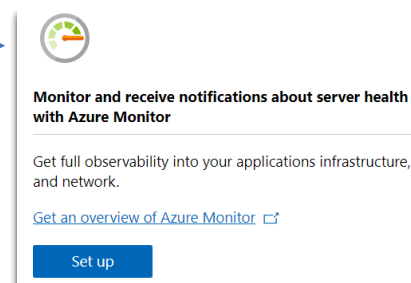 Monitor and receive notifications about server health
with Azure Monitor
Get full observability into your applications infrastructure,
and network.
Get an overview of Azure Monitor
Set up